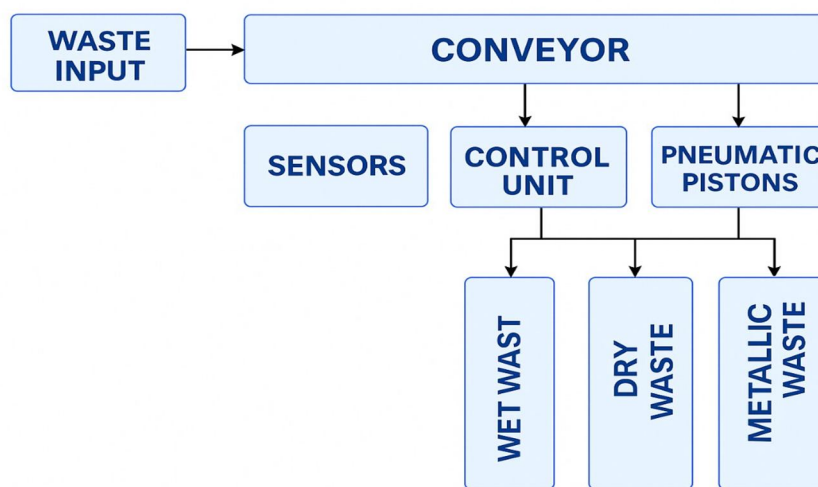 WASTE
INPUT
CONVEYOR
SENSORS
CONTROL
UNIT
PNEUMATIC
PISTONS
WET WAST
DRY
WASTE
METALLIC
WASTE